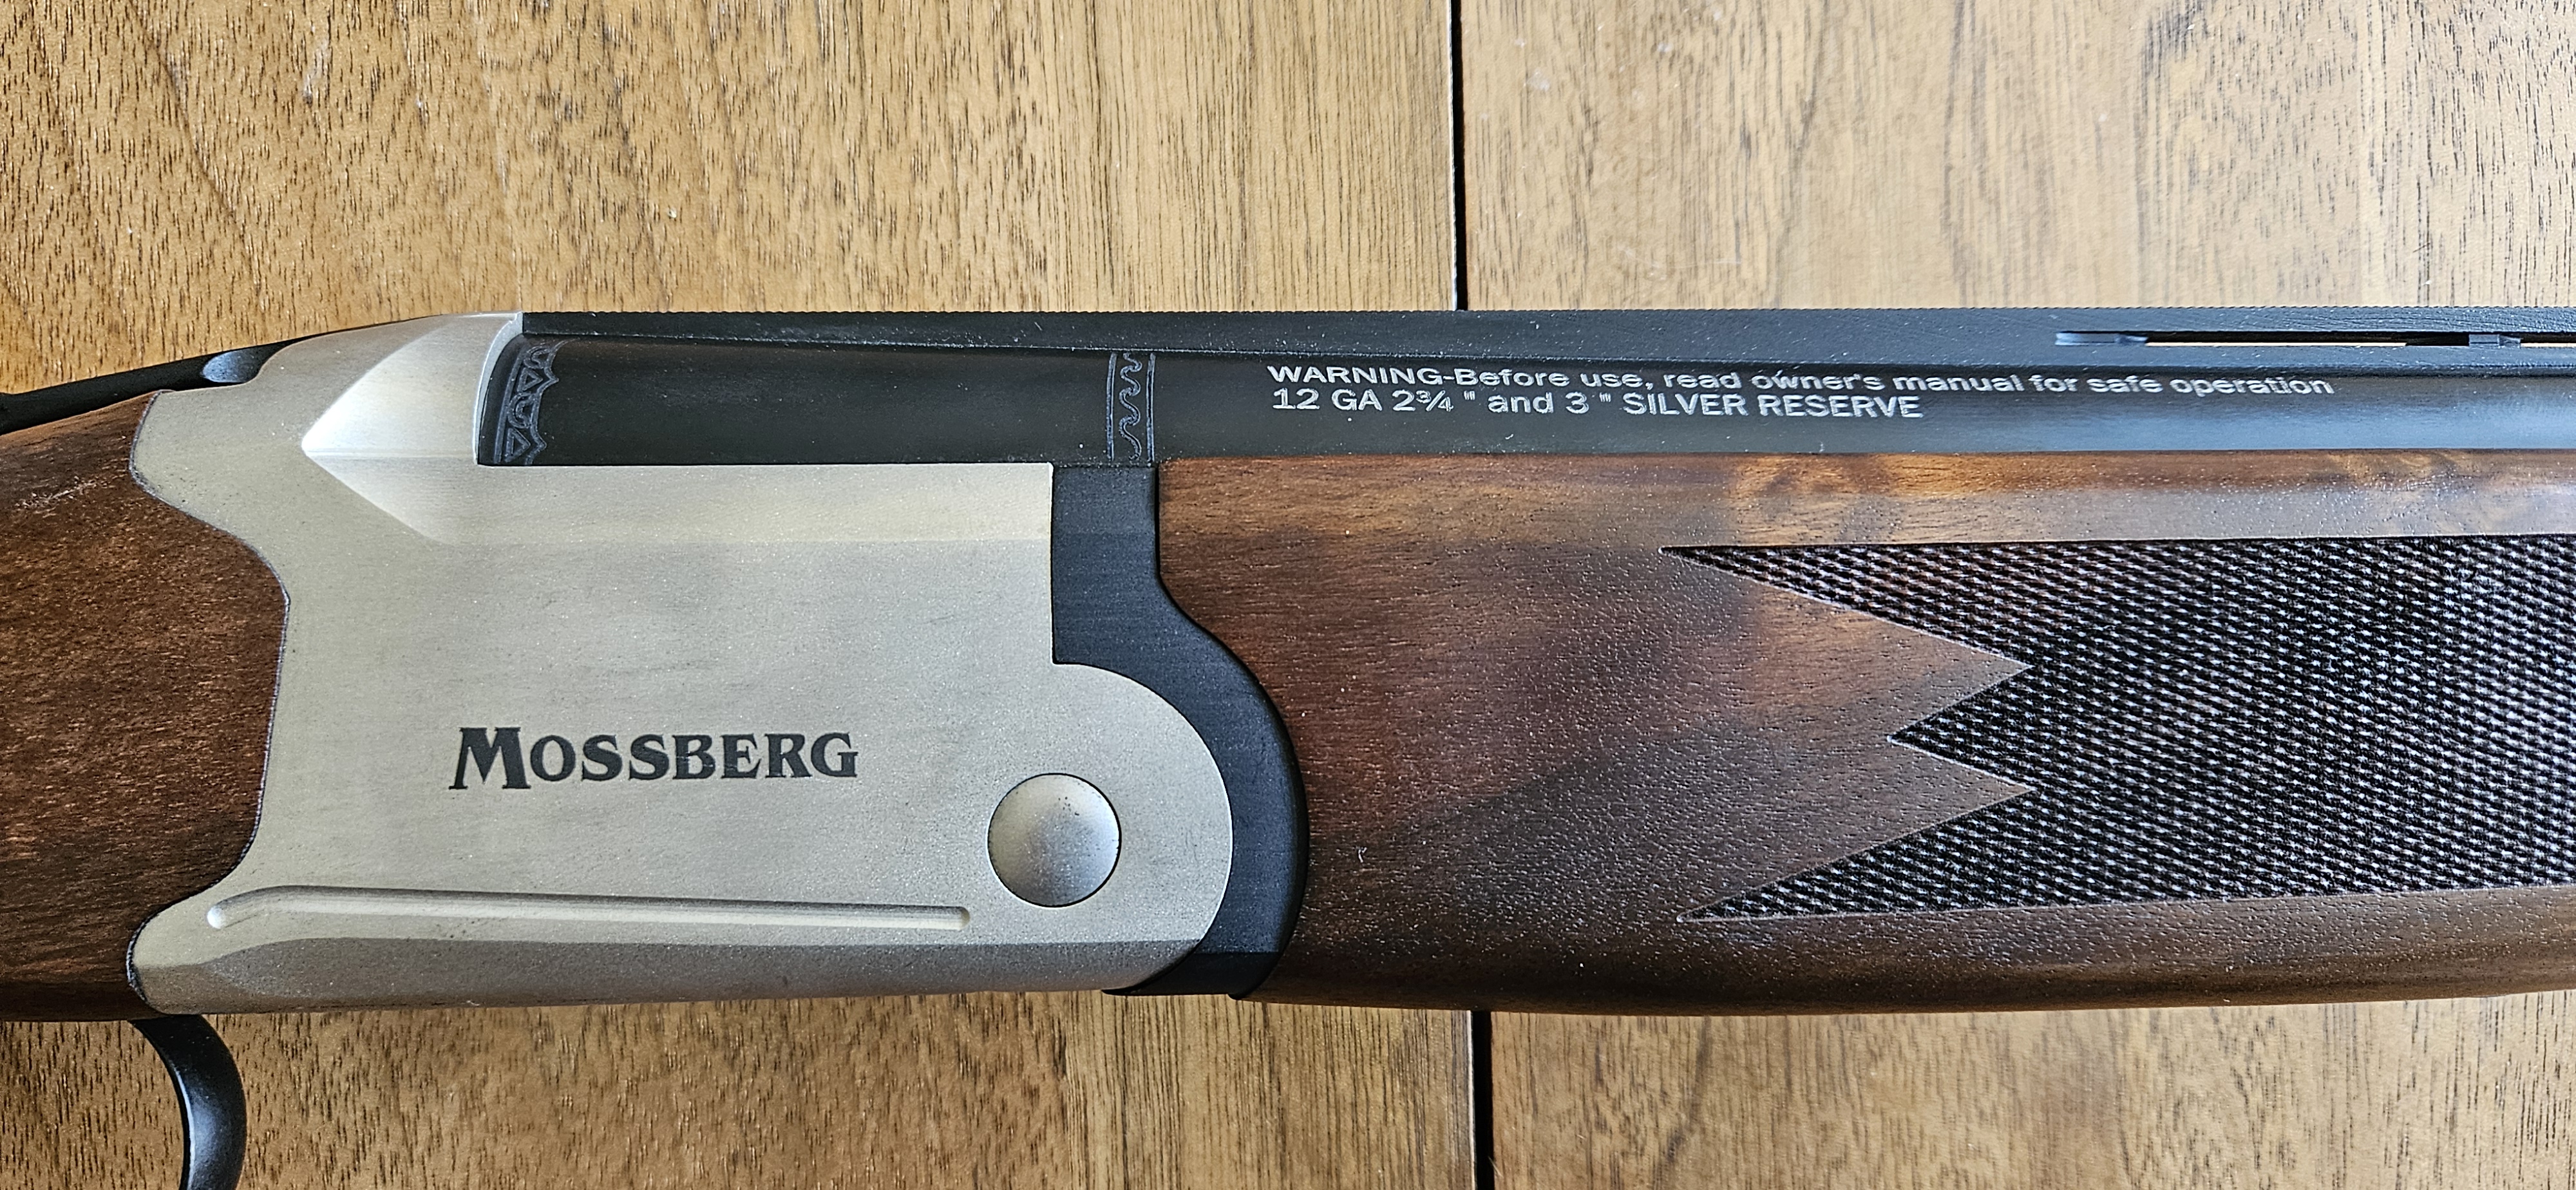 WARNING-Before use, read owner's manual for safe operation
12 GA 2¾ " and 3 " SILVER RESERVE
MOSSBERG